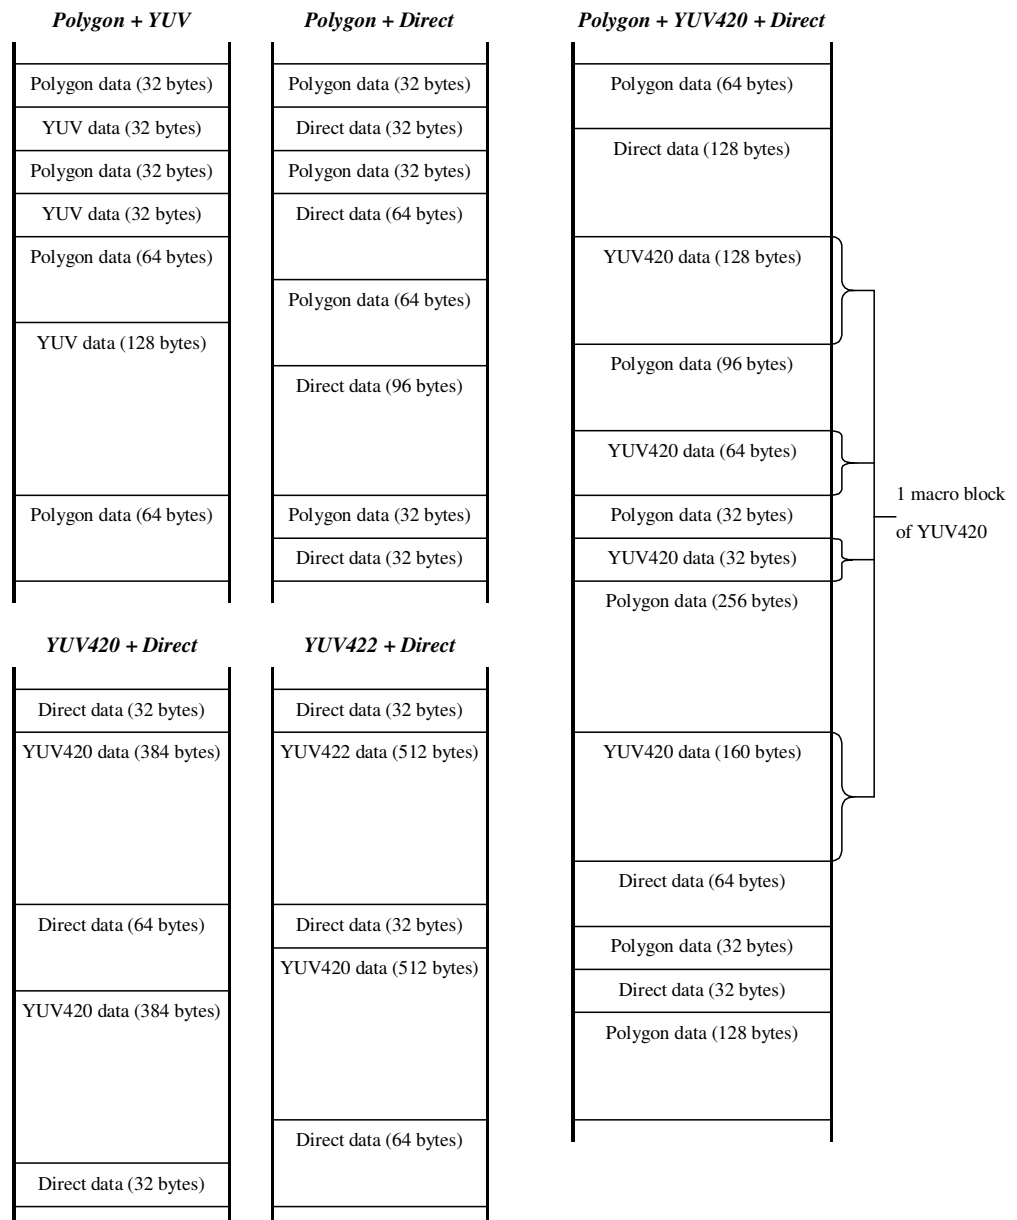 Polygon + YUV
Polygon data (32 bytes)
YUV data (32 bytes)
Polygon data (32 bytes)
YUV data (32 bytes)
Polygon data (64 bytes)
YUV data (128 bytes)
Polygon data (64 bytes)
Polygon + Direct
Polygon data (32 bytes)
Direct data (32 bytes)
Polygon data (32 bytes)
Direct data (64 bytes)
Polygon data (64 bytes)
Direct data (96 bytes)
Polygon data (32 bytes)
Direct data (32 bytes)
Polygon + YUV420 + Direct
Polygon data (64 bytes)
Direct data (128 bytes)
YUV420 data (128 bytes)
Polygon data (96 bytes)
YUV420 data (64 bytes)
Polygon data (32 bytes)
YUV420 data (32 bytes)
Polygon data (256 bytes)
YUV420 data (160 bytes)
Direct data (64 bytes)
Polygon data (32 bytes)
Direct data (32 bytes)
Polygon data (128 bytes)
1 macro block
of YUV420
YUV420 + Direct
Direct data (32 bytes)
YUV420 data (384 bytes)
Direct data (64 bytes)
YUV420 data (384 bytes)
Direct data (32 bytes)
YUV422 + Direct
Direct data (32 bytes)
YUV422 data (512 bytes)
Direct data (32 bytes)
YUV420 data (512 bytes)
Direct data (64 bytes)